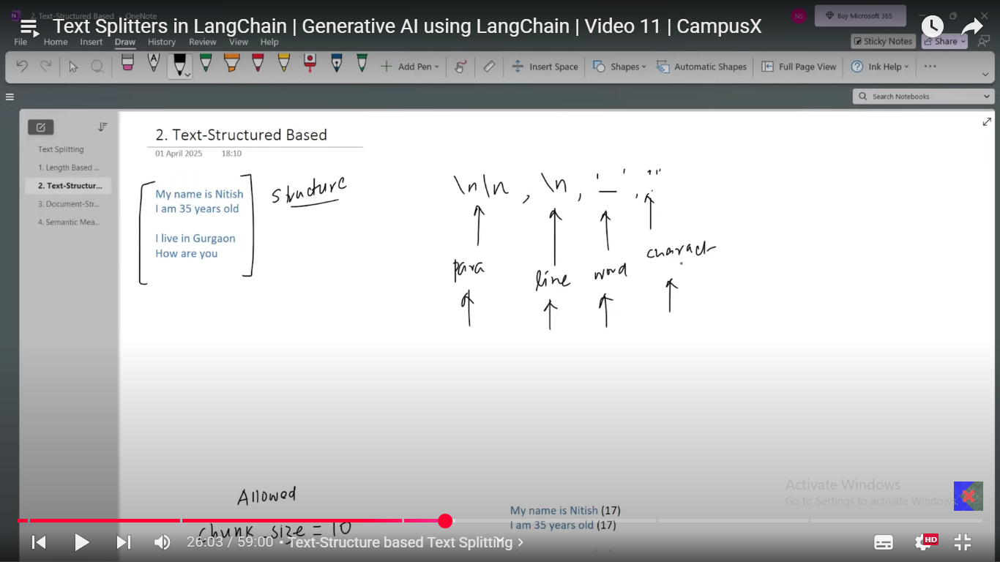 2. Text-Structured Based - OneNote
NS
Buy Microsoft 365
Text Splitters in LangChain | Generative AI using LangChain | Video 11 | CampusX
File Home Insert Draw History Review View Help
Sticky Notes
Share
Add Pen
Insert Space
Shapes
Automatic Shapes
Full Page View
Ink Help
Search Notebooks
Text Splitting
1. Length Based ...
2. Text-Structur...
3. Document-Str...
4. Semantic Mea...
2. Text-Structured Based
01 April 2025 18:10
My name is Nitish
I am 35 years old
I live in Gurgaon
How are you
structure
\n\n , \n , '_' , ""
para line word charact
Allowed
chunk_size = 10
My name is Nitish (17)
I am 35 years old (17)
Activate Windows
Go to Settings to activate Windows.
26:03 / 59:00 • Text-Structure based Text Splitting >
HD